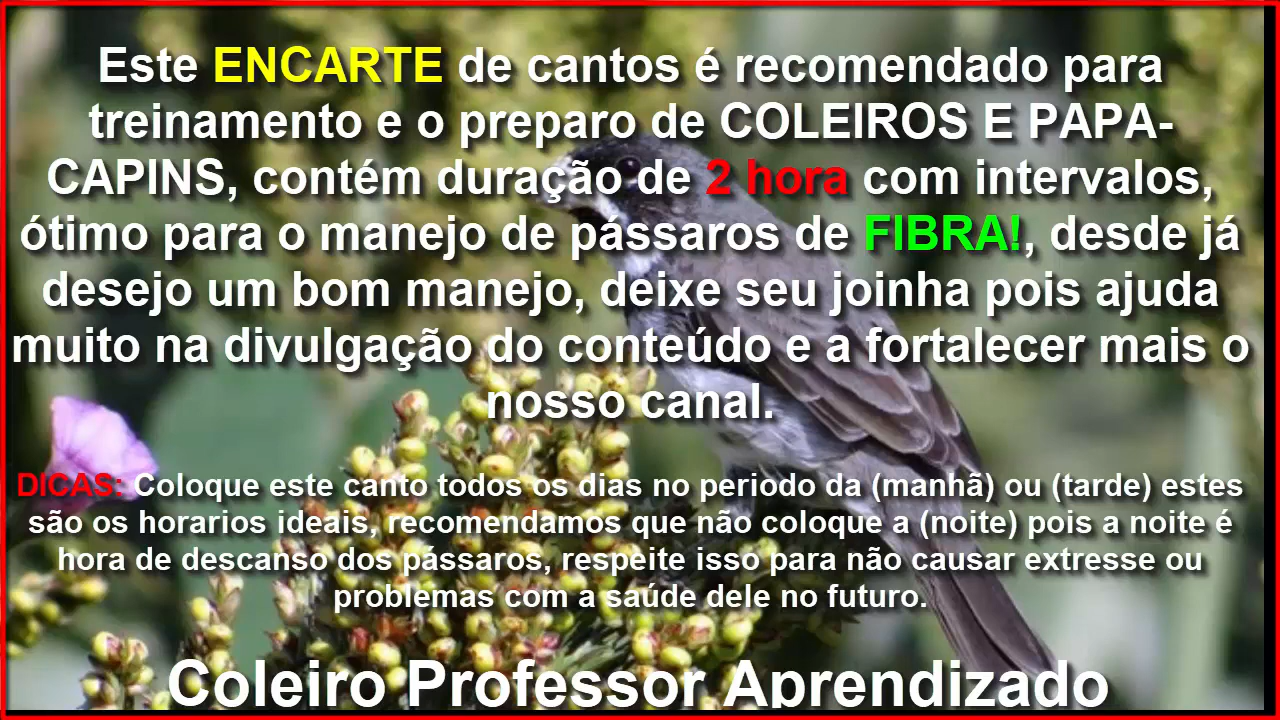 Este ENCARTE de cantos é recomendado para
treinamento e o preparo de COLEIROS E PAPA-
CAPINS, contém duração de 2 hora com intervalos,
ótimo para o manejo de pássaros de FIBRA!, desde já
desejo um bom manejo, deixe seu joinha pois ajuda
muito na divulgação do conteúdo e a fortalecer mais o
nosso canal.
DICAS: Coloque este canto todos os dias no periodo da (manhã) ou (tarde) estes
são os horarios ideais, recomendamos que não coloque a (noite) pois a noite é
hora de descanso dos pássaros, respeite isso para não causar extresse ou
problemas com a saúde dele no futuro.
Coleiro Professor Aprendizado